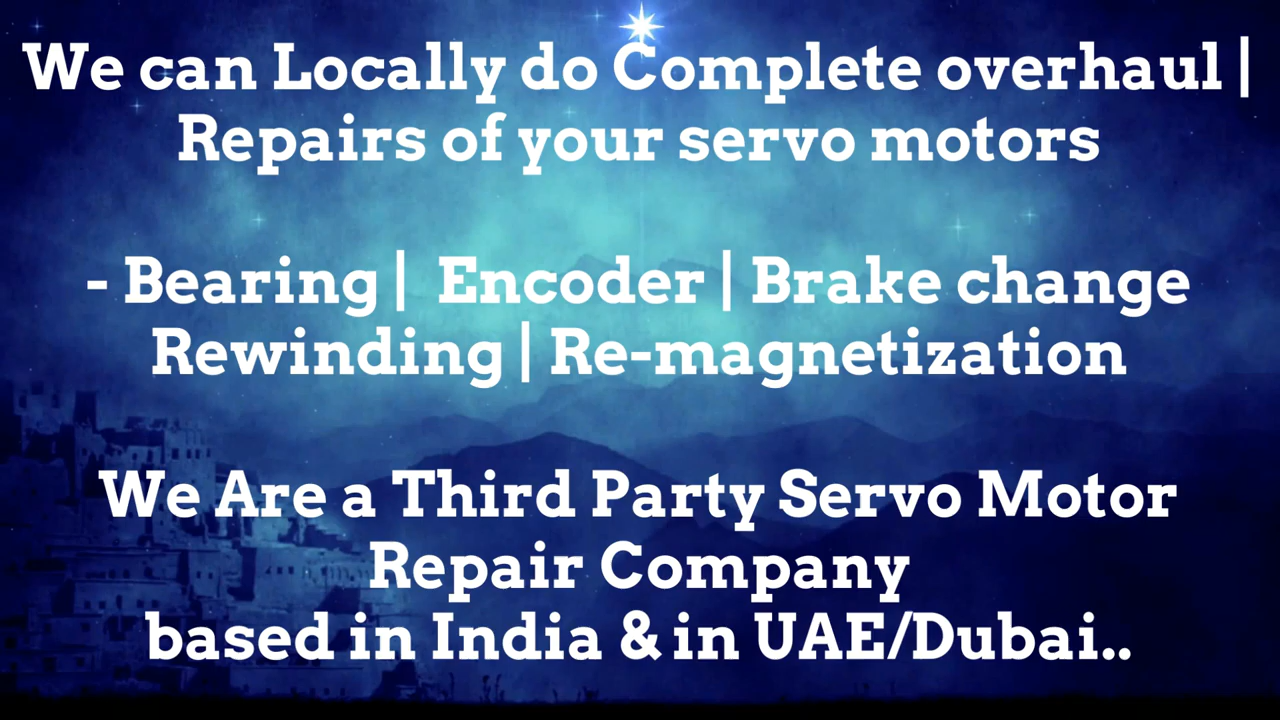 We can Locally do Complete overhaul |
Repairs of your servo motors
- Bearing | Encoder | Brake change
Rewinding | Re-magnetization
We Are a Third Party Servo Motor
Repair Company
based in India & in UAE/Dubai..